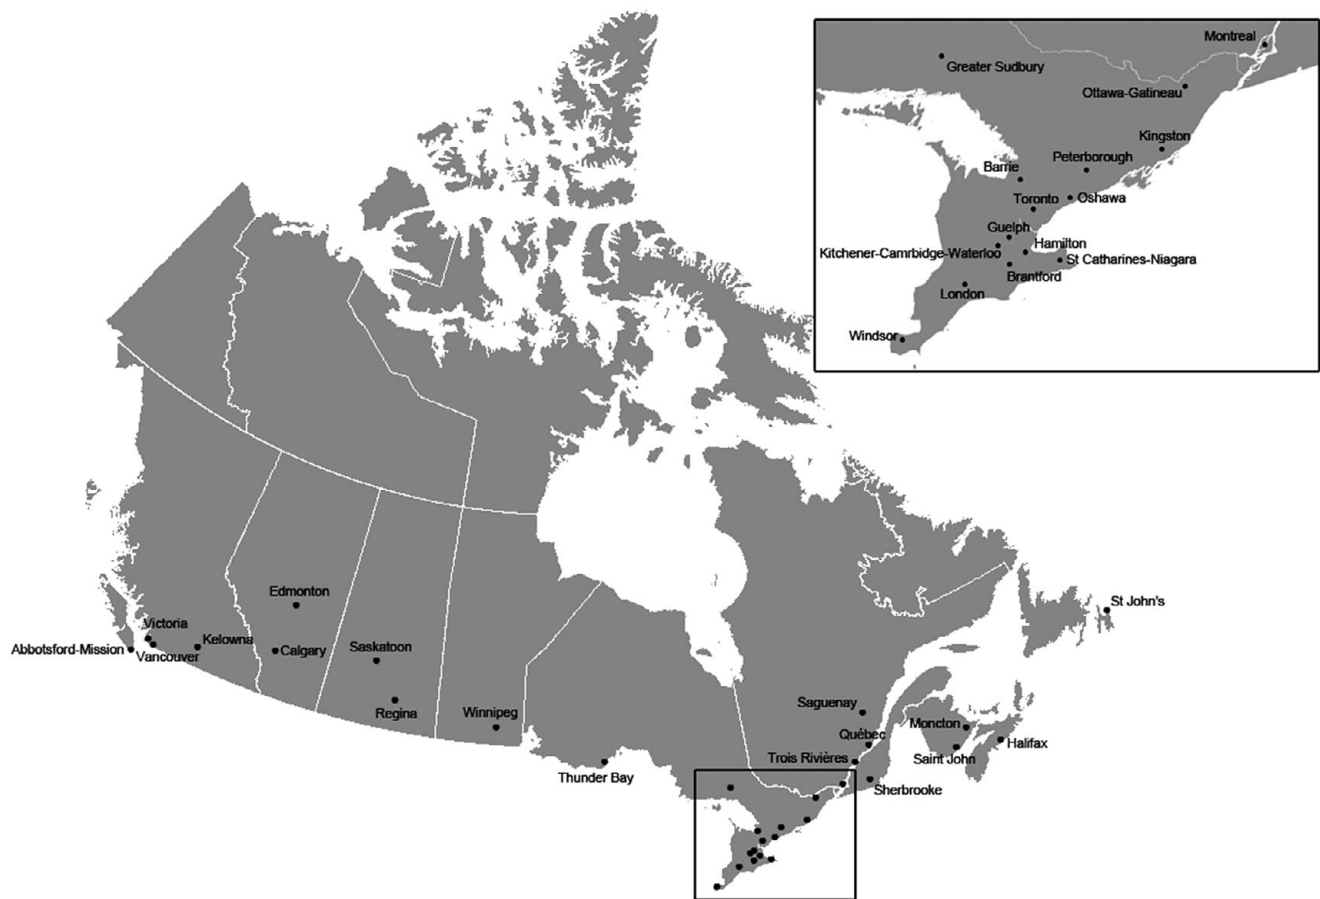 Montreal
Greater Sudbury
Ottawa-Gatineau
Kingston
Peterborough
Barrie
Toronto
Oshawa
Guelph
Hamilton
Kitchener-Camrbidge-Waterloo
St Catharines-Niagara
Brantford
London
Windsor
Edmonton
St John's
Victoria
Kelowna
Abbotsford-Mission
Vancouver
Calgary
Saskatoon
Saguenay
Regina
Winnipeg
Moncton
Québec
Halifax
Trois Rivières
Saint John
Thunder Bay
Sherbrooke